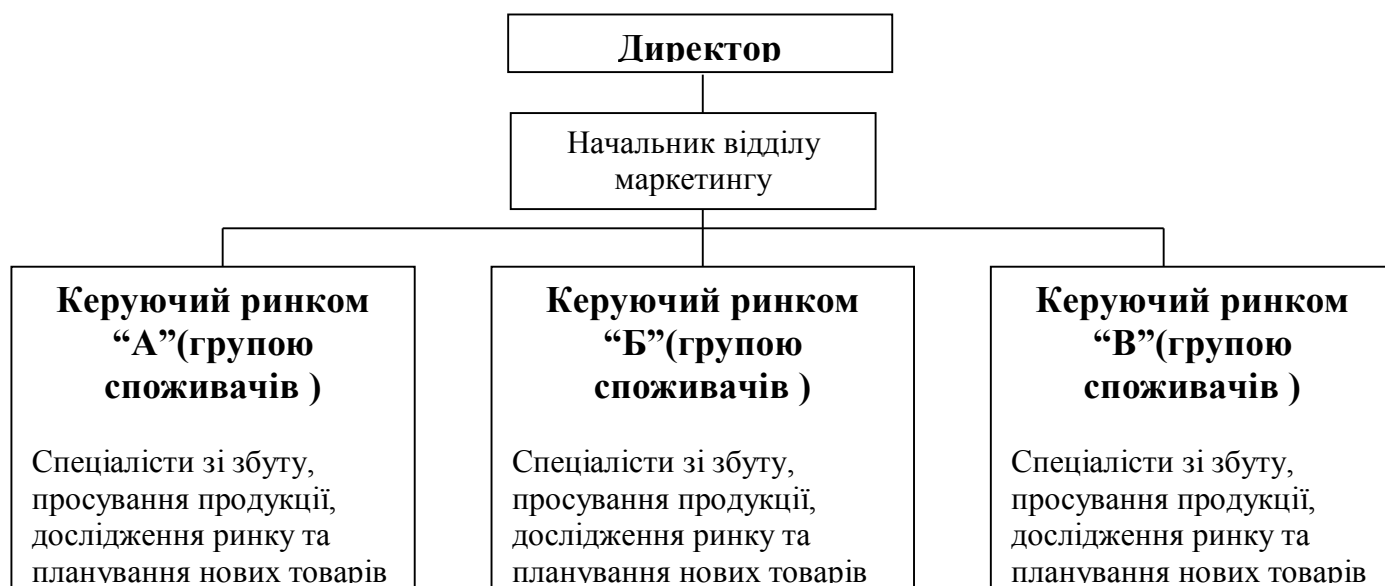 Директор
Начальник відділу
маркетингу
Керуючий ринком
“А”(групою
споживачів )
Спеціалісти зі збуту,
просування продукції,
дослідження ринку та
планування нових товарів
Керуючий ринком
“Б”(групою
споживачів )
Спеціалісти зі збуту,
просування продукції,
дослідження ринку та
планування нових товарів
Керуючий ринком
“В”(групою
споживачів )
Спеціалісти зі збуту,
просування продукції,
дослідження ринку та
планування нових товарів